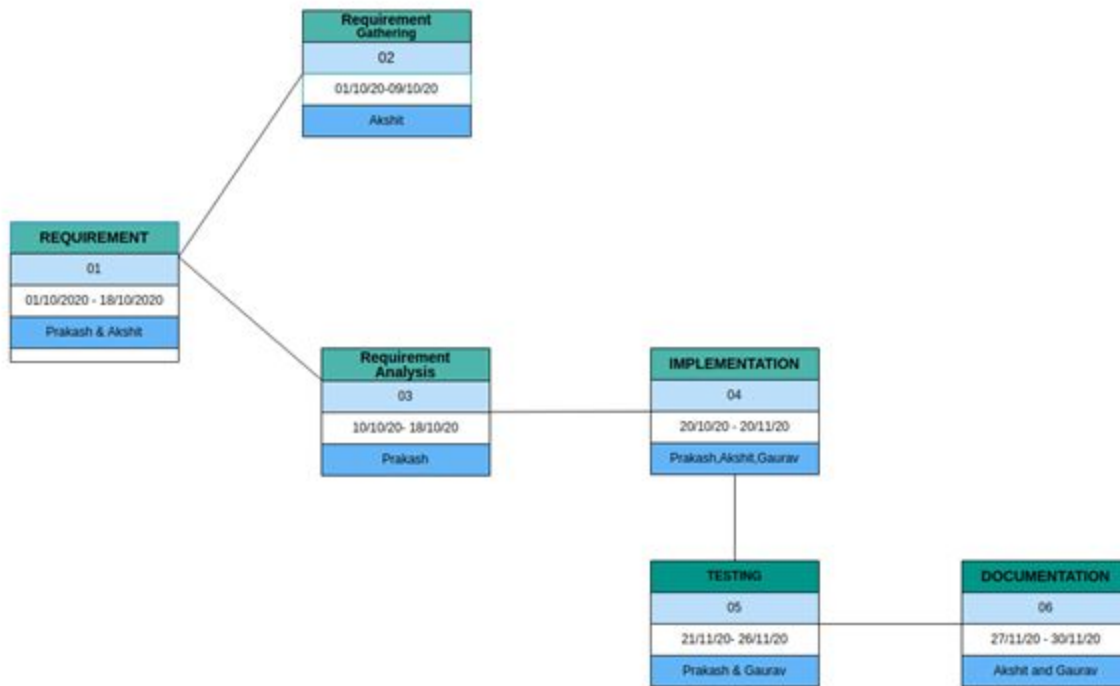 Requirement
Gathering
02
01/10/20-09/10/20
Akshit
REQUIREMENT
01
01/10/2020 - 18/10/2020
Prakash & Akshit
Requirement
Analysis
03
10/10/20- 18/10/20
Prakash
IMPLEMENTATION
04
20/10/20 - 20/11/20
Prakash,Akshit,Gaurav
TESTING
05
21/11/20- 26/11/20
Prakash & Gaurav
DOCUMENTATION
06
27/11/20 - 30/11/20
Akshit and Gaurav